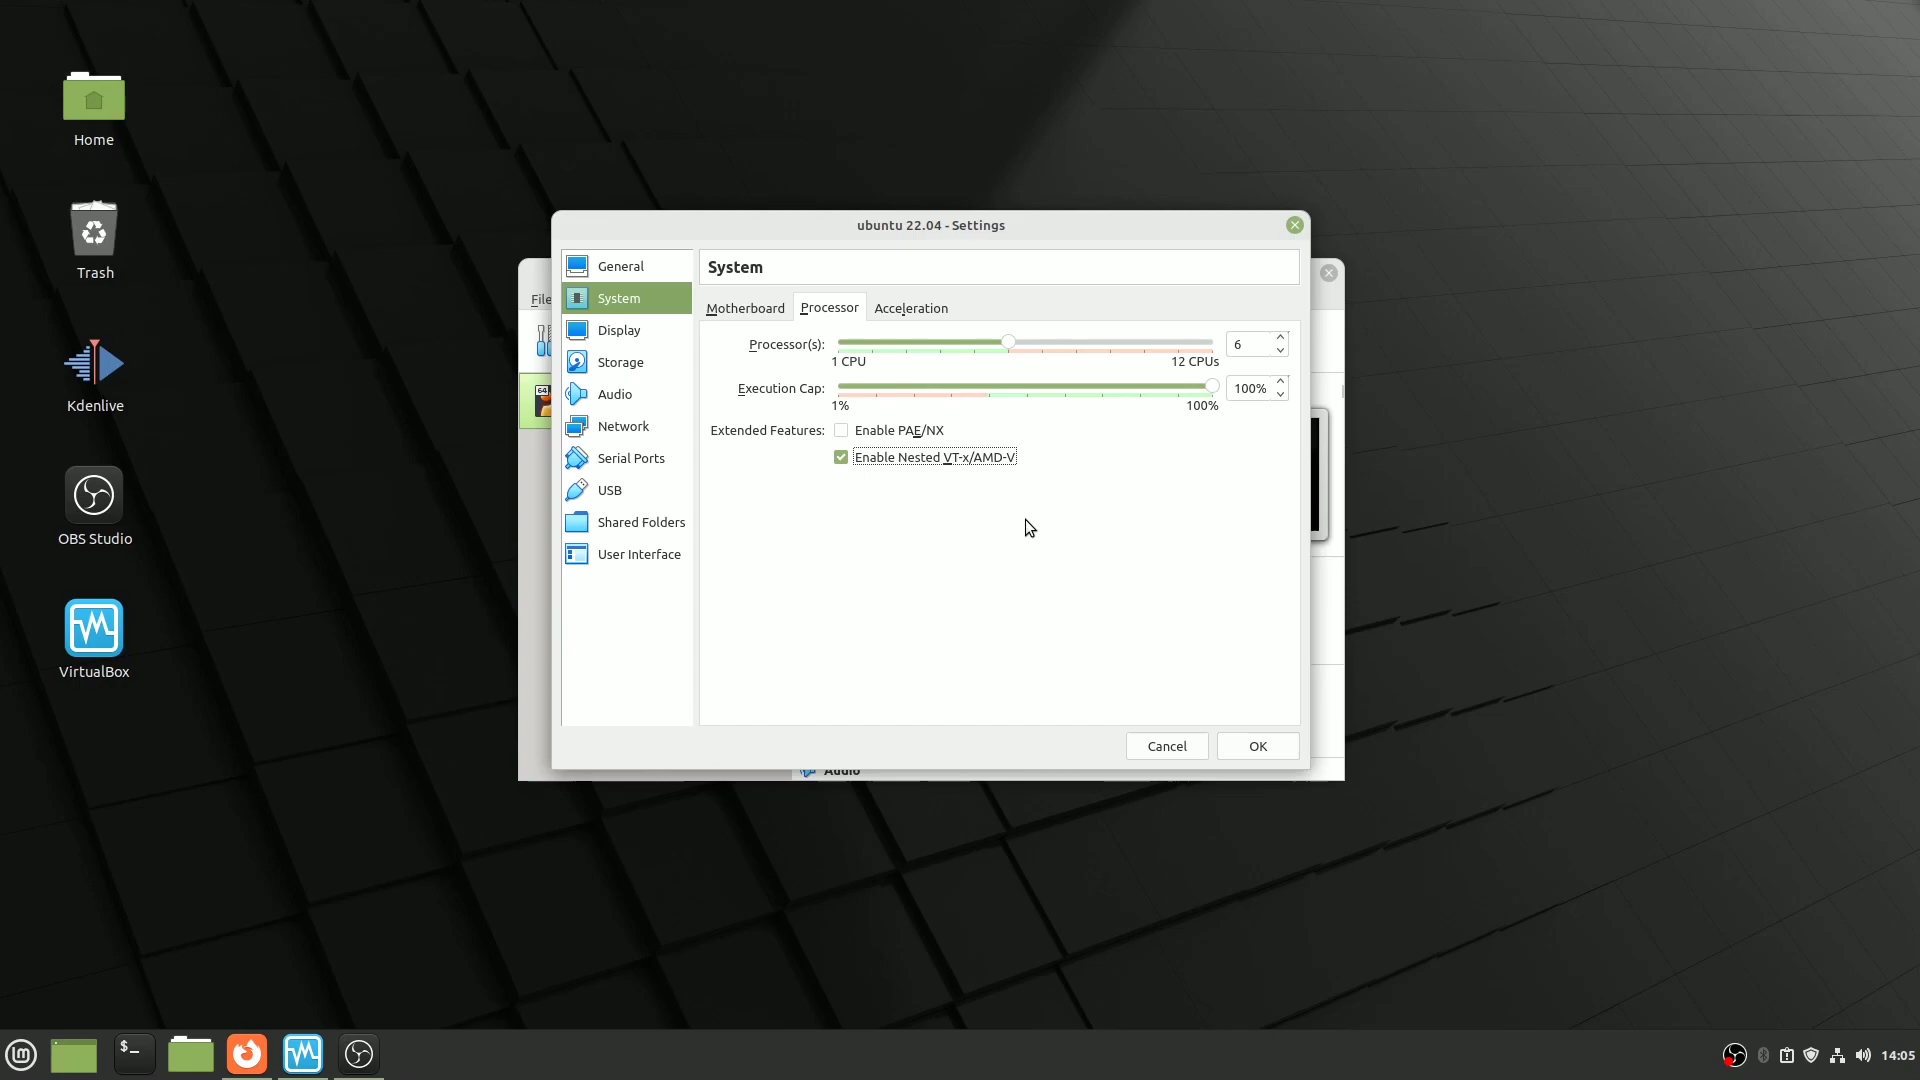 Home
Trash
Kdenlive
OBS Studio
VirtualBox
ubuntu 22.04 - Settings
File
General
System
Display
Storage
Audio
Network
Serial Ports
USB
Shared Folders
User Interface
System
Motherboard Processor Acceleration
Processor(s): 6
1 CPU 12 CPUs
Execution Cap: 100%
1% 100%
Extended Features: Enable PAE/NX
Enable Nested VT-x/AMD-V
Cancel OK
Audio
64
$_
14:05